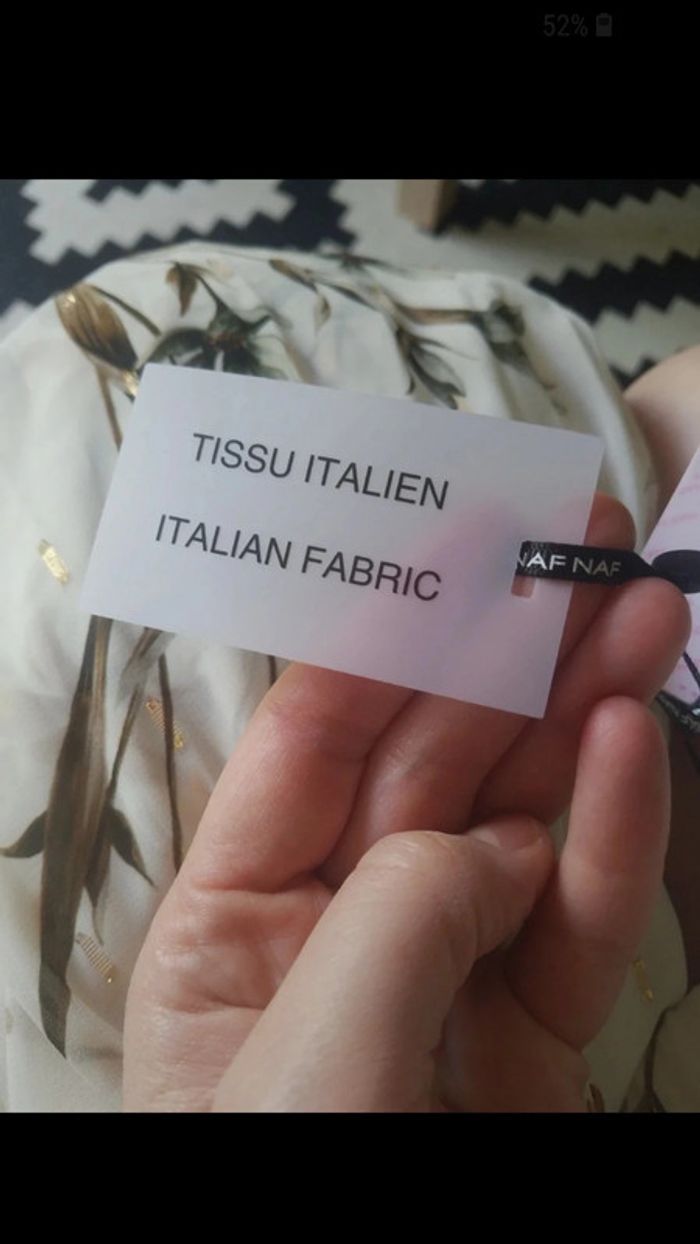 52%
TISSU ITALIEN
ITALIAN FABRIC
NAF NAF